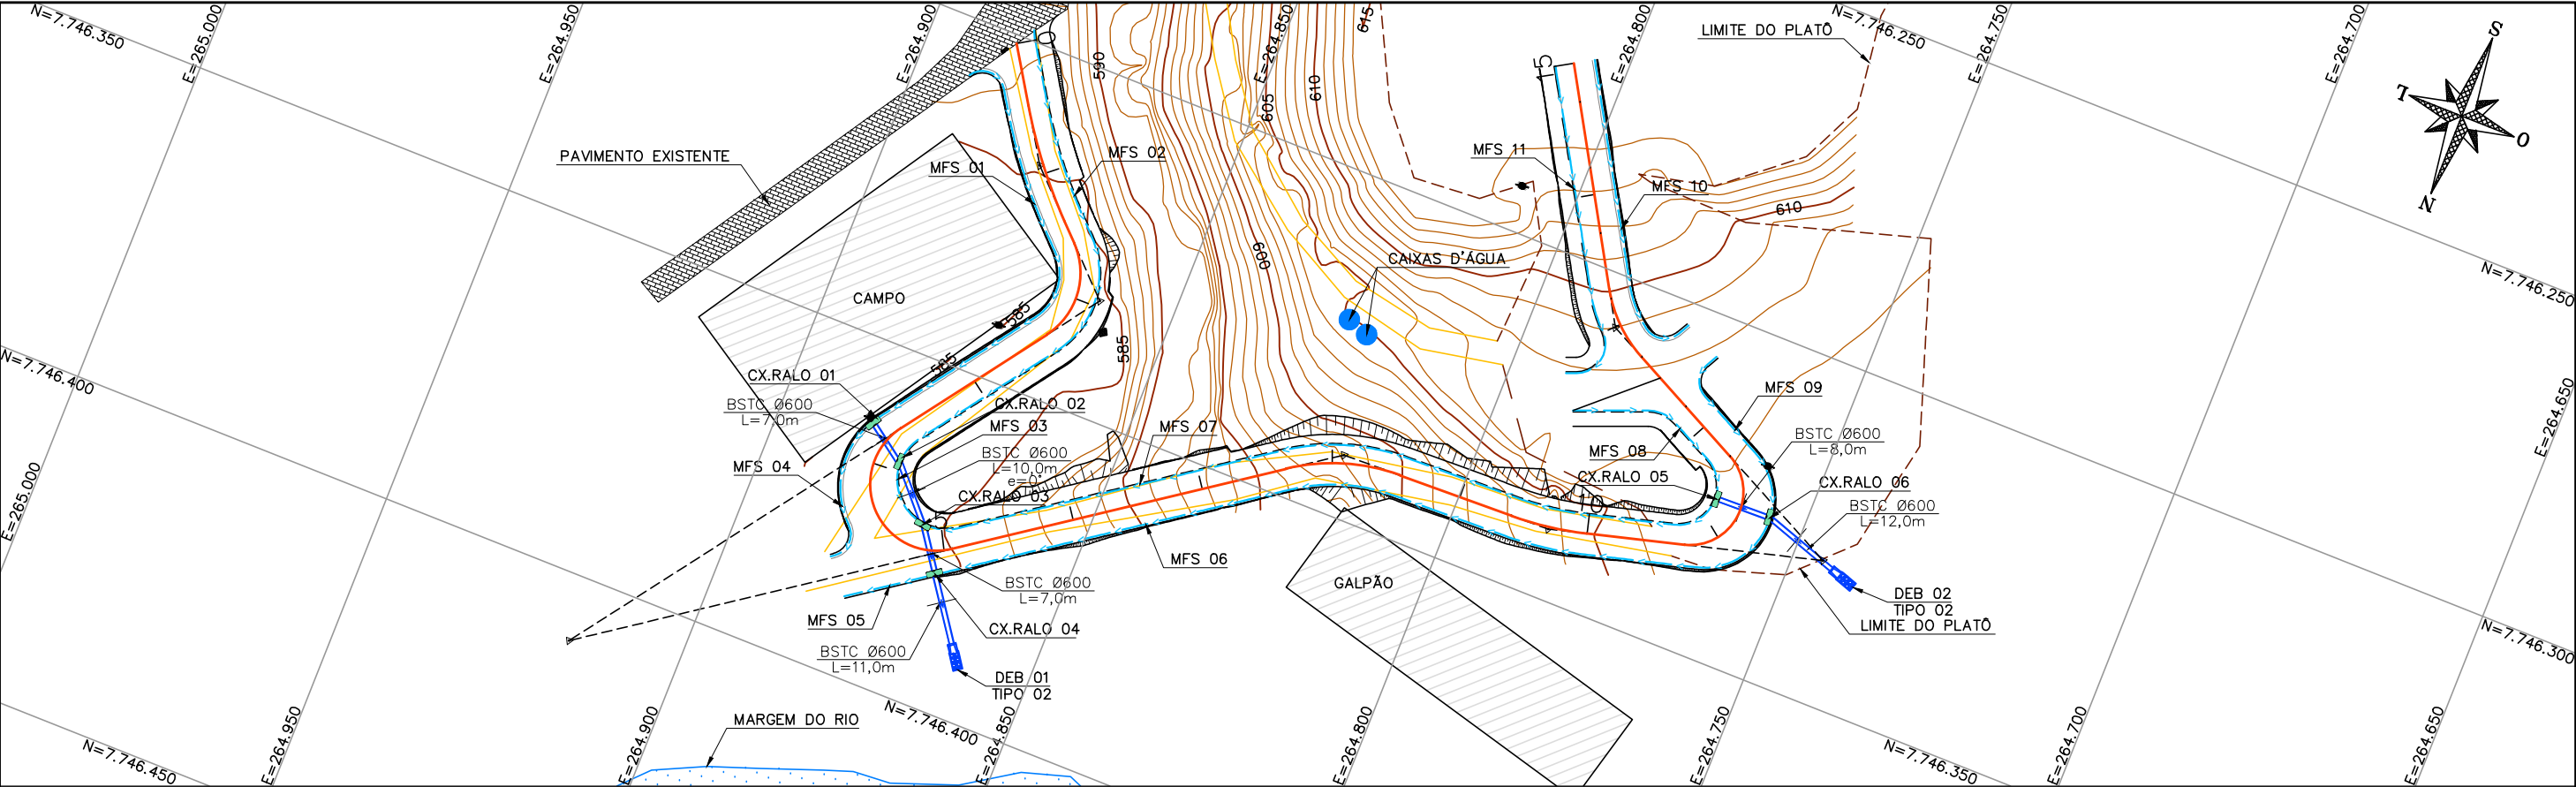 N=7.746.350
E=265.000
E=264.950
E=264.900
E=264.850
615
E=264.800
LIMITE DO PLATÔ
N=7.746.250
E=264.750
E=264.700
S
L
O
N
0
590
605
610
15
PAVIMENTO EXISTENTE
MFS 01
MFS 02
MFS 11
MFS 10
610
600
CAIXAS D'ÁGUA
CAMPO
585
585
585
N=7.746.250
N=7.746.400
CX.RALO 01
BSTC Ø600
L=7,0m
CX.RALO 02
MFS 03
MFS 04
BSTC Ø600
L=10,0m
CX.RALO 03
MFS 07
MFS 09
MFS 08
BSTC Ø600
L=8,0m
CX.RALO 05
CX.RALO 06
BSTC Ø600
L=12,0m
10
E=264.650
E=265.000
MFS 06
GALPÃO
BSTC Ø600
L=7,0m
MFS 05
CX.RALO 04
BSTC Ø600
L=11,0m
DEB 01
TIPO 02
DEB 02
TIPO 02
LIMITE DO PLATÔ
N=7.746.300
MARGEM DO RIO
N=7.746.450
E=264.950
E=264.900
N=7.746.400
E=264.850
E=264.800
E=264.750
N=7.746.350
E=264.700
E=264.650